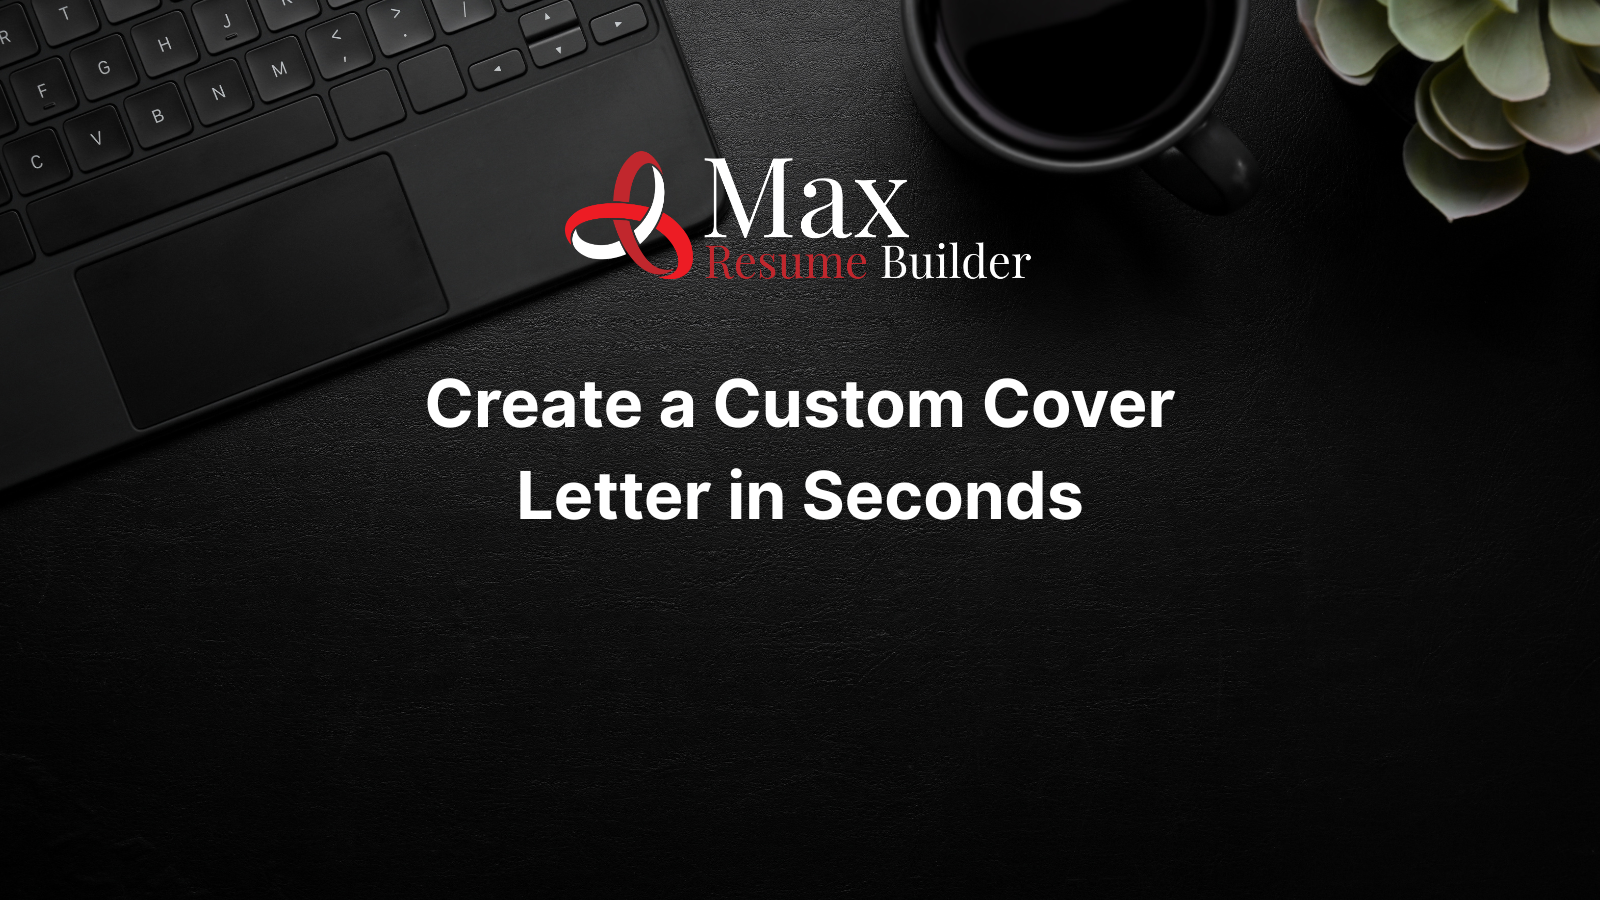 R T
F G H J K < , > . /
C V B N M
Max
Resume Builder
Create a Custom Cover
Letter in Seconds